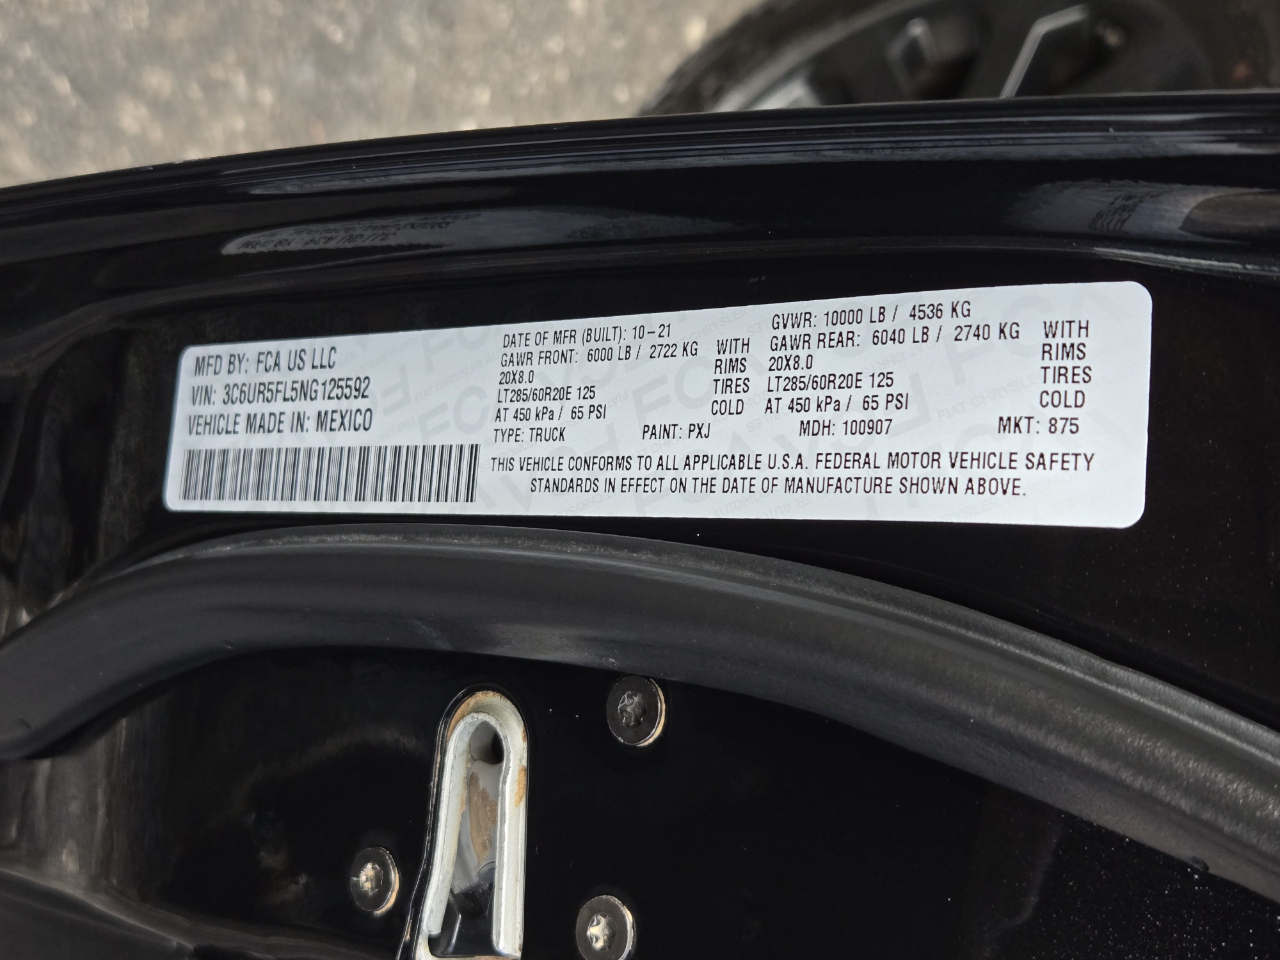 MFD BY: FCA US LLC
VIN: 3C6UR5FL5NG125592
VEHICLE MADE IN: MEXICO
DATE OF MFR (BUILT): 10-21
GAWR FRONT: 6000 LB / 2722 KG WITH
20X8.0 RIMS
LT285/60R20E 125 TIRES
AT 450 kPa / 65 PSI COLD
GVWR: 10000 LB / 4536 KG
GAWR REAR: 6040 LB / 2740 KG WITH
20X8.0 RIMS
LT285/60R20E 125 TIRES
AT 450 kPa / 65 PSI COLD
TYPE: TRUCK PAINT: PXJ MDH: 100907 MKT: 875
THIS VEHICLE CONFORMS TO ALL APPLICABLE U.S.A. FEDERAL MOTOR VEHICLE SAFETY
STANDARDS IN EFFECT ON THE DATE OF MANUFACTURE SHOWN ABOVE.